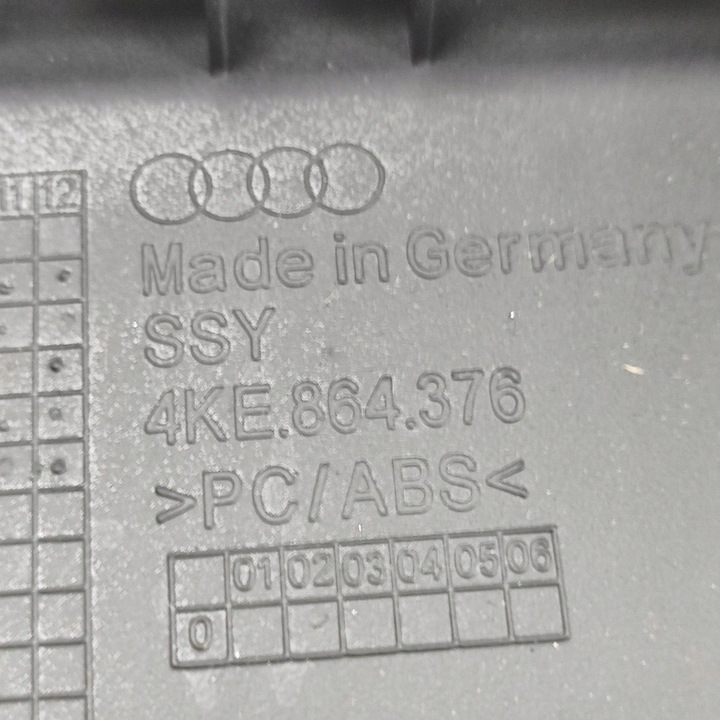 11 12
Made in Germany
SSY
4KE.864.376
>PC/ABS<
01 02 03 04 05 06
0